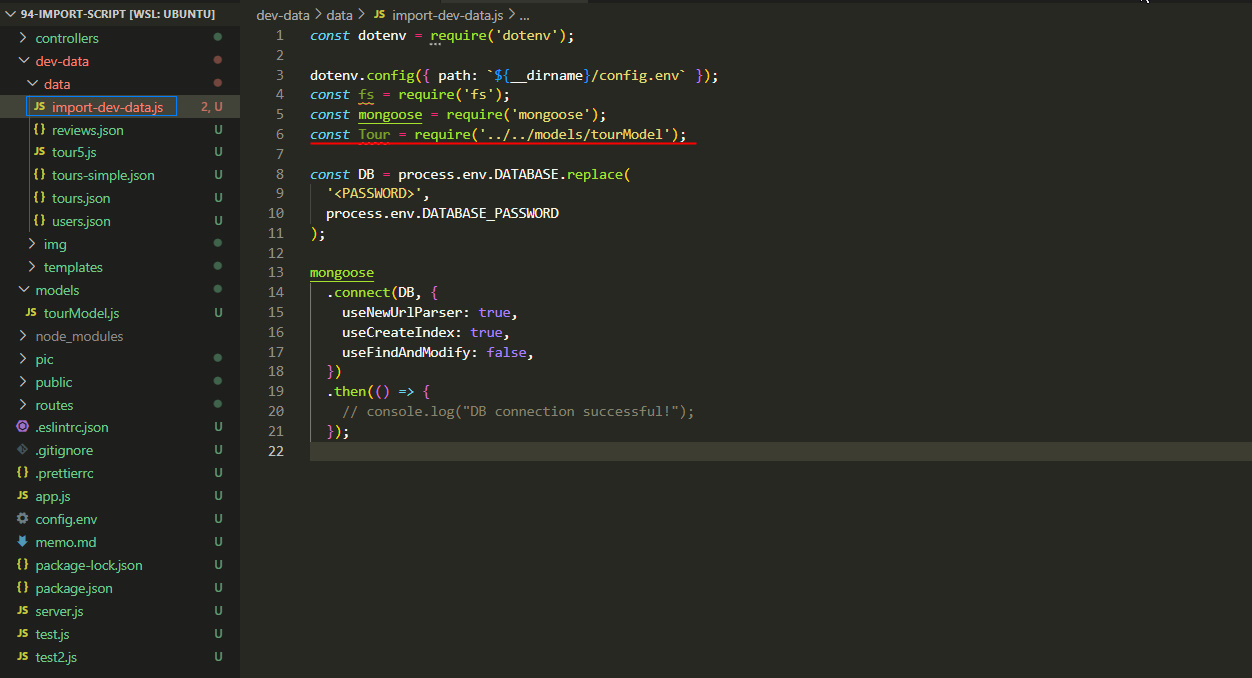 94-IMPORT-SCRIPT [WSL: UBUNTU]
controllers
dev-data
data
JS import-dev-data.js 2, U
{} reviews.json U
JS tour5.js U
{} tours-simple.json U
{} tours.json U
{} users.json U
img
templates
models
JS tourModel.js U
node_modules
pic
public
routes
.eslintrc.json U
.gitignore U
{} .prettierrc U
JS app.js U
config.env U
memo.md U
{} package-lock.json U
{} package.json U
JS server.js U
JS test.js U
JS test2.js U
dev-data > data > JS import-dev-data.js > ...
1 const dotenv = require('dotenv');
2
3 dotenv.config({ path: `${__dirname}/config.env` });
4 const fs = require('fs');
5 const mongoose = require('mongoose');
6 const Tour = require('../../models/tourModel');
7
8 const DB = process.env.DATABASE.replace(
9 '<PASSWORD>',
10 process.env.DATABASE_PASSWORD
11 );
12
13 mongoose
14 .connect(DB, {
15 useNewUrlParser: true,
16 useCreateIndex: true,
17 useFindAndModify: false,
18 })
19 .then(() => {
20 // console.log("DB connection successful!");
21 });
22